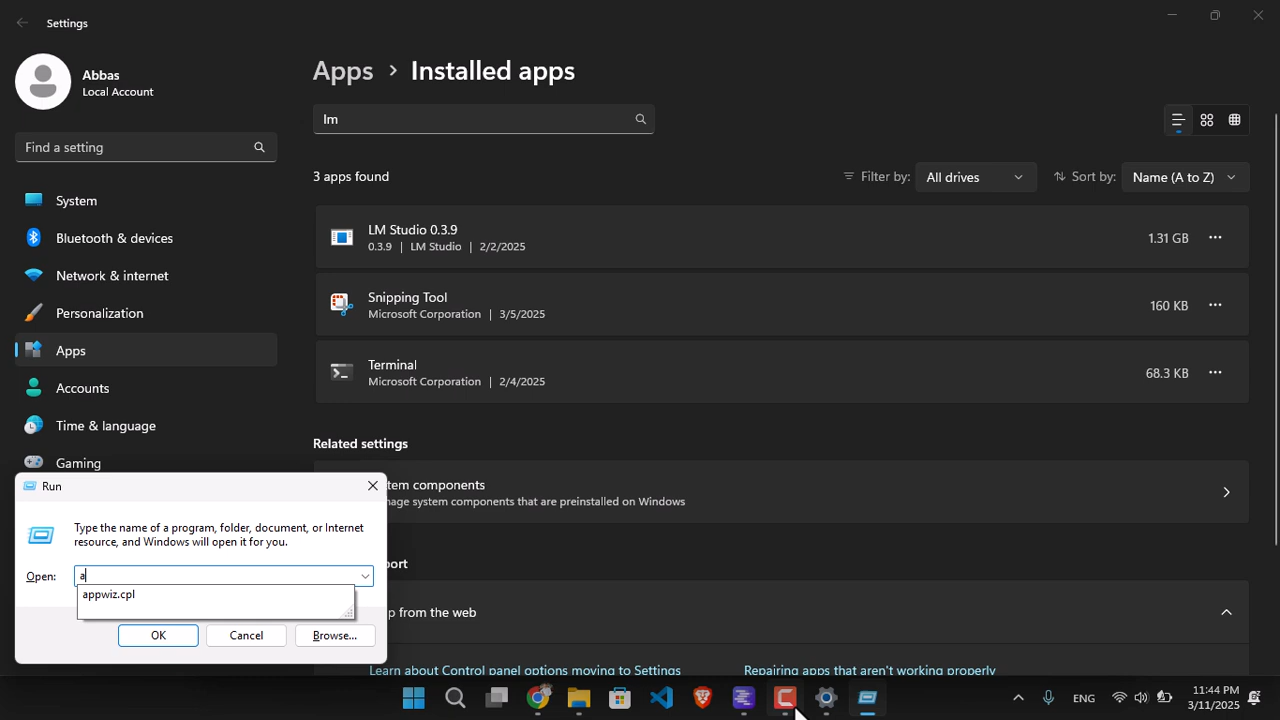 Settings
Abbas
Local Account
Find a setting
System
Bluetooth & devices
Network & internet
Personalization
Apps
Accounts
Time & language
Gaming
Apps > Installed apps
lm
3 apps found
Filter by: All drives
Sort by: Name (A to Z)
LM Studio 0.3.9
0.3.9 | LM Studio | 2/2/2025
1.31 GB
Snipping Tool
Microsoft Corporation | 3/5/2025
160 KB
Terminal
Microsoft Corporation | 2/4/2025
68.3 KB
Related settings
tem components
nage system components that are preinstalled on Windows
port
p from the web
Learn about Control panel options moving to Settings
Repairing apps that aren't working properly
Run
Type the name of a program, folder, document, or Internet
resource, and Windows will open it for you.
Open: a
appwiz.cpl
OK
Cancel
Browse...
ENG
11:44 PM
3/11/2025